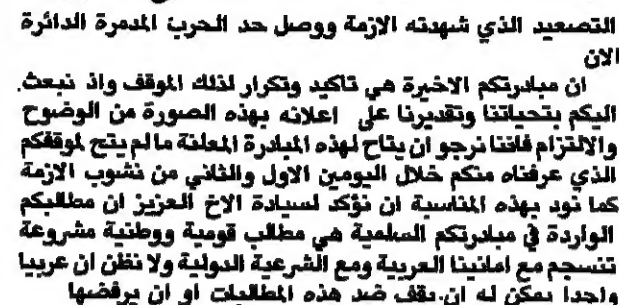 التصعيد الذي شهدته الازمة ووصل حد الحرب المدمرة الدائرة
الان
ان مبادرتكم الاخيرة هي تاكيد وتكرار لذلك الموقف واذ نبعث.
اليكم بتحياتنا وتقديرنا على اعلانه بهذه الصورة من الوضوح
والالتزام فاننا نرجو ان يتاح لهذه المبادرة المعلنة ما لم يتح لموقفكم
الذي عرفناه منكم خلال اليومين الاول والثاني من نشوب الازمة
كما نود بهذه المناسبة ان نؤكد لسيادة الاخ العزيز ان مطالبكم
الواردة في مبادرتكم السلمية هي مطالب قومية ووطنية مشروعة
تنسجم مع امانينا العربية ومع الشرعية الدولية ولا نظن ان عربيا
واحدا يمكن له ان يقف ضد هذه المطالبات او ان يرفضها